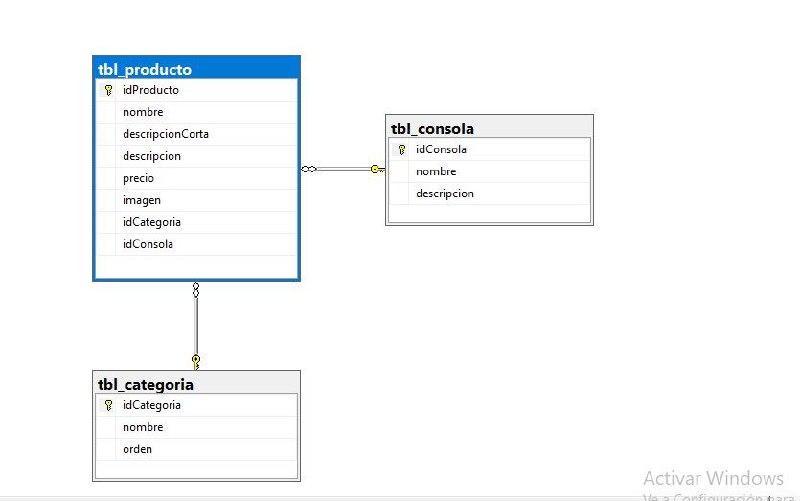 tbl_producto
idProducto
nombre
descripcionCorta
descripcion
precio
imagen
idCategoria
idConsola
tbl_consola
idConsola
nombre
descripcion
tbl_categoria
idCategoria
nombre
orden
Activar Windows
Ve a Configuración para